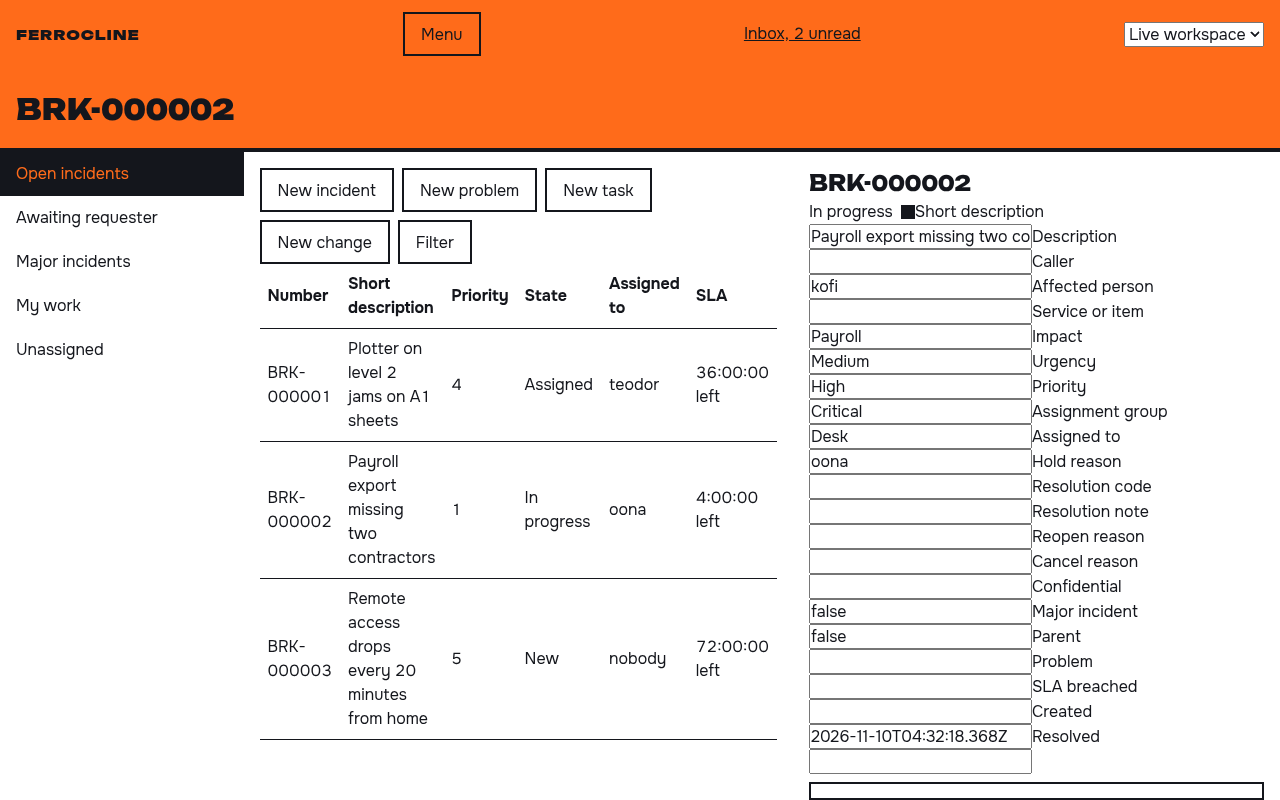 FERROCLINE
Menu
Inbox, 2 unread
Live workspace
BRK-000002
Open incidents
Awaiting requester
Major incidents
My work
Unassigned
New incident
New problem
New task
New change
Filter
Number
Short
description
Priority
State
Assigned
to
SLA
BRK-
000001
Plotter on
level 2
jams on A1
sheets
4
Assigned
teodor
36:00:00
left
BRK-
000002
Payroll
export
missing
two
contractors
1
In
progress
oona
4:00:00
left
BRK-
000003
Remote
access
drops
every 20
minutes
from home
5
New
nobody
72:00:00
left
BRK-000002
In progress
Short description
Payroll export missing two co
Description
Caller
kofi
Affected person
Service or item
Payroll
Impact
Medium
Urgency
High
Priority
Critical
Assignment group
Desk
Assigned to
oona
Hold reason
Resolution code
Resolution note
Reopen reason
Cancel reason
Confidential
false
Major incident
false
Parent
Problem
SLA breached
Created
2026-11-10T04:32:18.368Z
Resolved